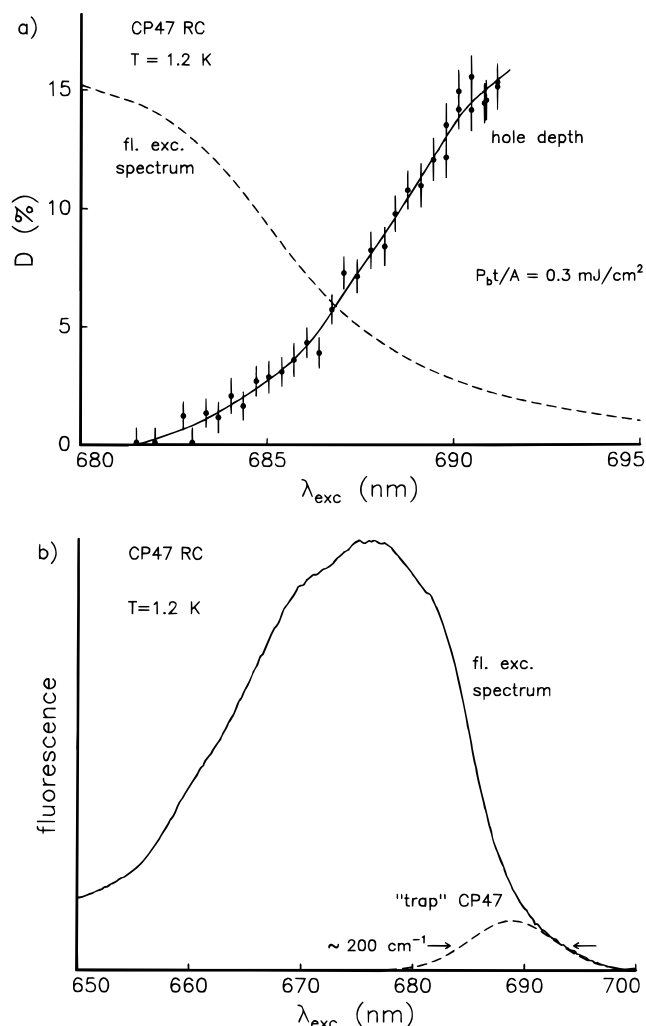 a)
CP47 RC
T = 1.2 K
15
fl. exc.
spectrum
hole depth
10
D (%)
P_bt/A = 0.3 mJ/cm²
5
0
680 685 690 695
λ_exc (nm)
b)
CP47 RC
T=1.2 K
fl. exc.
spectrum
fluorescence
"trap" CP47
~ 200 cm⁻¹
650 660 670 680 690 700
λ_exc (nm)